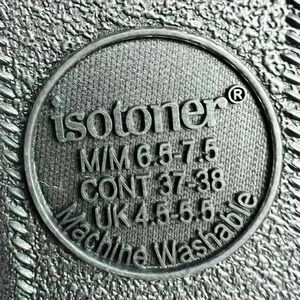 isotoner®
M/M 6.5-7.5
CONT 37-38
UK 4.5-5.5
Machine Washable